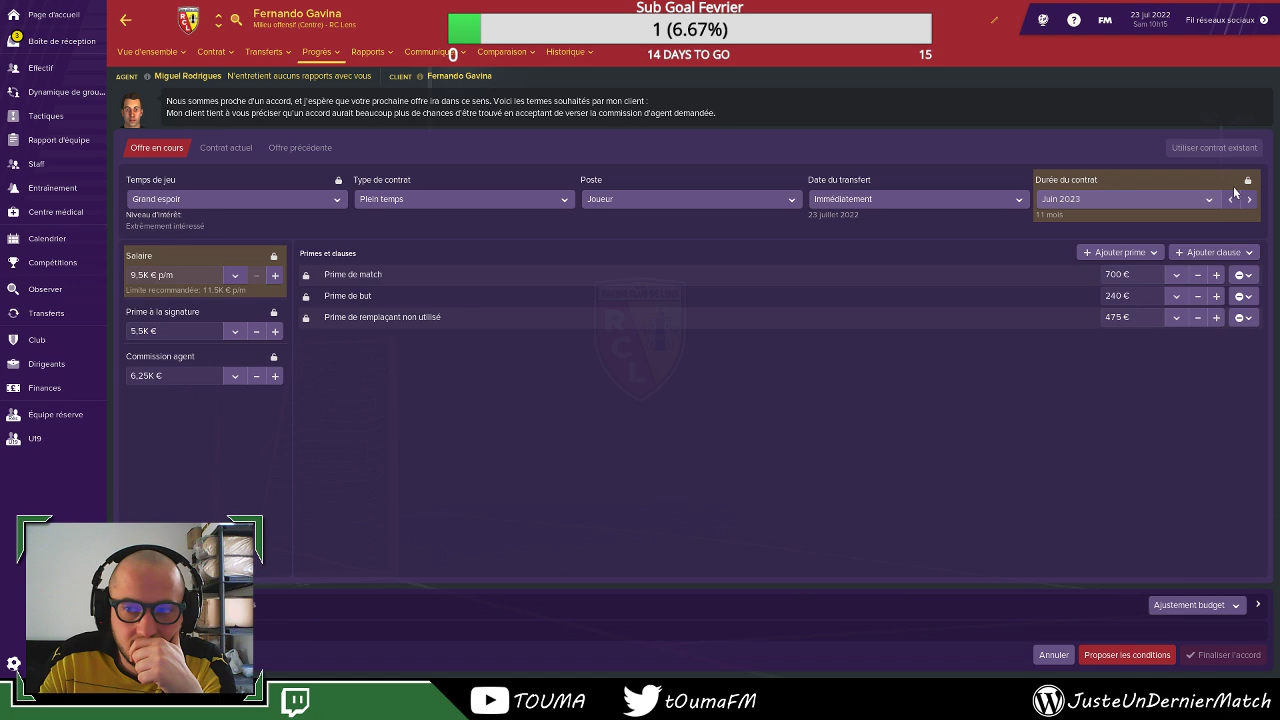 Page d'accueil
3
Boîte de réception
Effectif
Dynamique de grou...
Tactiques
Rapport d'équipe
Staff
Entraînement
Centre médical
Calendrier
Compétitions
Observer
Transferts
Club
Dirigeants
Finances
Équipe réserve
U19
Fernando Gavina
Milieu offensif (Centre) - RC Lens
Sub Goal Fevrier
1 (6.67%)
0
14 DAYS TO GO
15
FM
23 jul 2022
Sam 10h15
Fil réseaux sociaux
Vue d'ensemble
Contrat
Transferts
Progrès
Rapports
Communiqu
Comparaison
Historique
AGENT Miguel Rodrigues N'entretient aucuns rapports avec vous CLIENT Fernando Gavina
Nous sommes proche d'un accord, et j'espère que votre prochaine offre ira dans ce sens. Voici les termes souhaités par mon client :
Mon client tient à vous préciser qu'un accord aurait beaucoup plus de chances d'être trouvé en acceptant de verser la commission d'agent demandée.
Offre en cours
Contrat actuel
Offre précédente
Utiliser contrat existant
Temps de jeu
Grand espoir
Niveau d'intérêt:
Extrêmement intéressé
Type de contrat
Plein temps
Poste
Joueur
Date du transfert
Immédiatement
23 juillet 2022
Durée du contrat
Juin 2023
11 mois
Salaire
9,5K € p/m
Limite recommandée: 11.5K € p/m
Prime à la signature
5,5K €
Commission agent
6,25K €
Primes et clauses
Ajouter prime
Ajouter clause
Prime de match 700 €
Prime de but 240 €
Prime de remplaçant non utilisé 475 €
RCL
Ajustement budget
Annuler
Proposer les conditions
Finaliser l'accord
TOUMA
tOumaFM
JusteUnDernierMatch